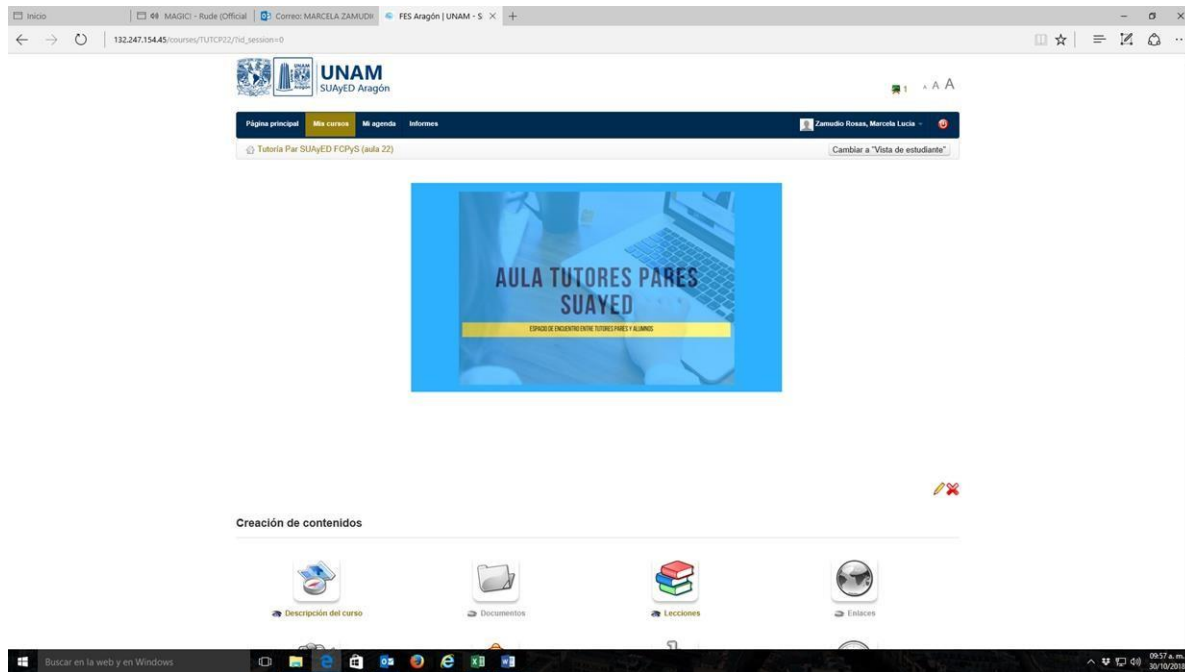 Inicio
MAGIC! - Rude (Official
Correo: MARCELA ZAMUDI
FES Aragón | UNAM - S
132.247.154.45/courses/TUTCP22/?id_session=0
UNAM
SUAyED Aragón
1 A A A
Página principal Mis cursos Mi agenda Informes
Zamudio Rosas, Marcela Lucia
Tutoría Par SUAyED FCPyS (aula 22)
Cambiar a "Vista de estudiante"
AULA TUTORES PARES
SUAYED
ESPACIO DE ENCUENTRO ENTRE TUTORES PARES Y ALUMNOS
Creación de contenidos
Descripción del curso
Documentos
Lecciones
Enlaces
Buscar en la web y en Windows
09:57 a. m.
30/10/2018